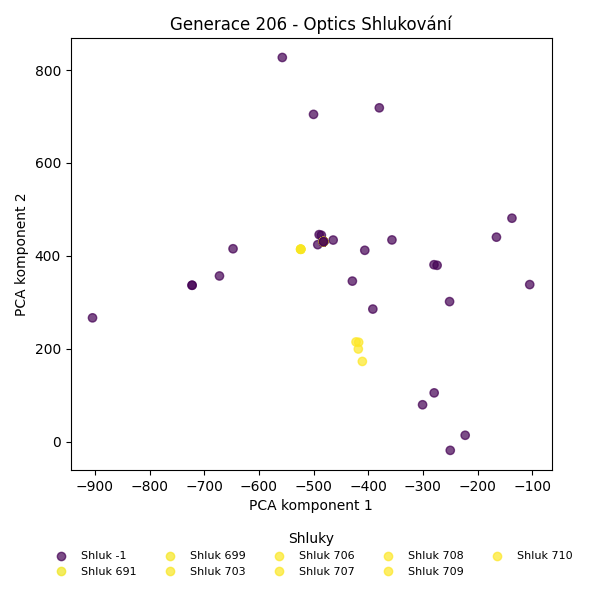 Generace 206 - Optics Shlukování
PCA komponent 2
800
600
400
200
0
−900 −800 −700 −600 −500 −400 −300 −200 −100
PCA komponent 1
Shluky
Shluk -1 Shluk 699 Shluk 706 Shluk 708 Shluk 710
Shluk 691 Shluk 703 Shluk 707 Shluk 709